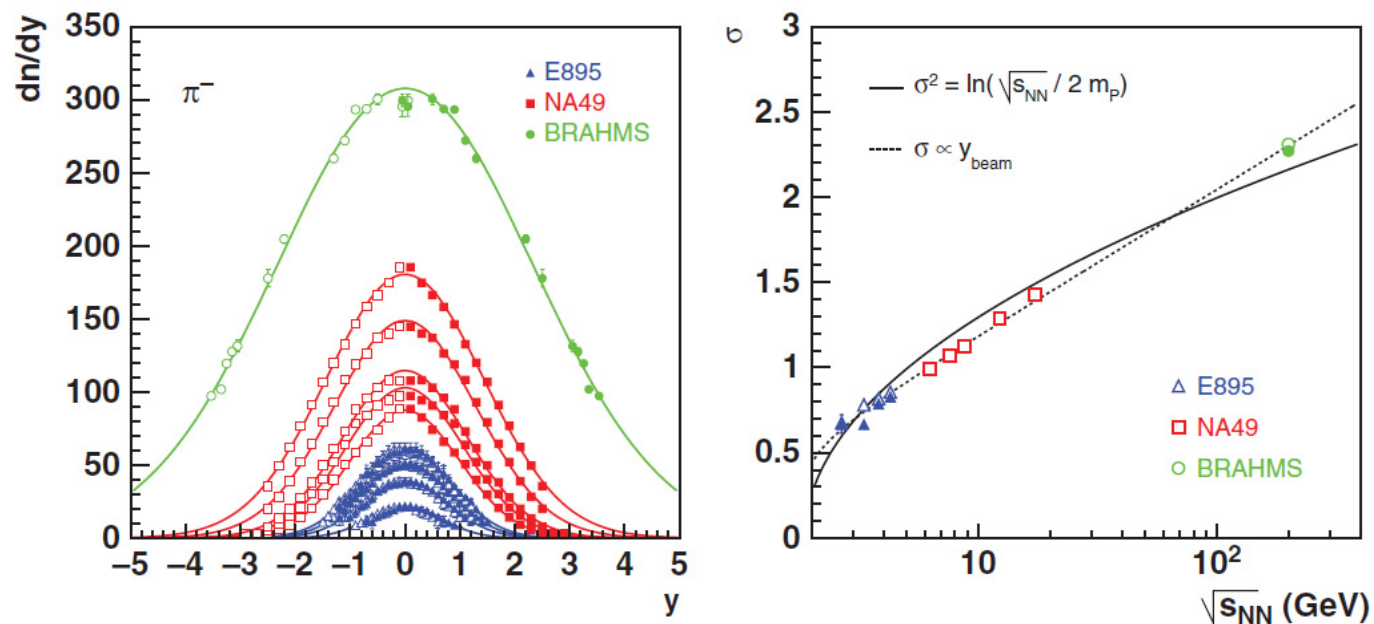 dn/dy
350
300
250
200
150
100
50
0
π⁻
E895
NA49
BRAHMS
−5 −4 −3 −2 −1 0 1 2 3 4 5
y
σ
3
2.5
2
1.5
1
0.5
0
σ² = ln(√s_NN / 2 m_P)
σ ∝ y_beam
E895
NA49
BRAHMS
10 10²
√s_NN (GeV)